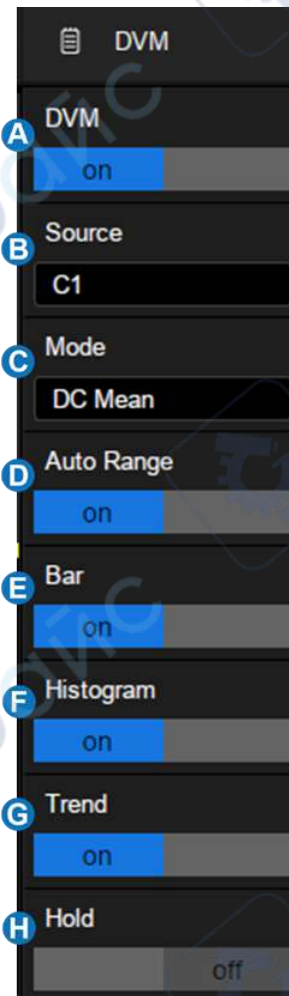 DVM
A
DVM
on
B
Source
C1
C
Mode
DC Mean
D
Auto Range
on
E
Bar
on
F
Histogram
on
G
Trend
on
H
Hold
off